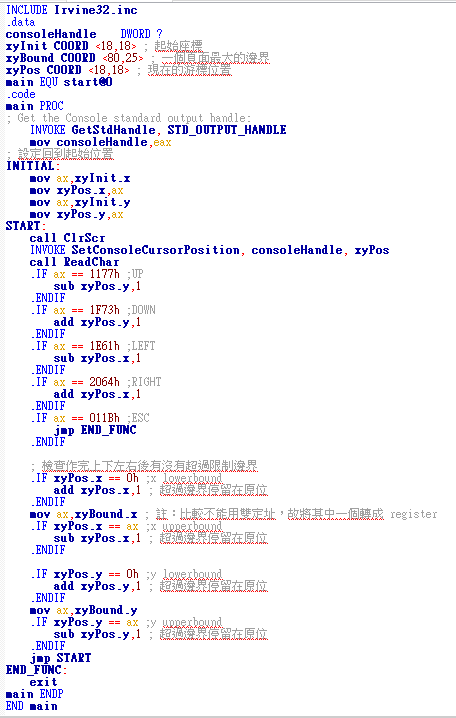 INCLUDE Irvine32.inc
.data
consoleHandle    DWORD ?
xyInit COORD <18,18> ; 起始座標
xyBound COORD <80,25> ; 一個頁面最大的邊界
xyPos COORD <18,18> ; 現在的游標位置
main EQU start@0
.code
main PROC
; Get the Console standard output handle:
    INVOKE GetStdHandle, STD_OUTPUT_HANDLE
    mov consoleHandle,eax
; 設定回到起始位置
INITIAL:
    mov ax,xyInit.x
    mov xyPos.x,ax
    mov ax,xyInit.y
    mov xyPos.y,ax
START:
    call ClrScr
    INVOKE SetConsoleCursorPosition, consoleHandle, xyPos
    call ReadChar
    .IF ax == 1177h ;UP
        sub xyPos.y,1
    .ENDIF
    .IF ax == 1F73h ;DOWN
        add xyPos.y,1
    .ENDIF
    .IF ax == 1E61h ;LEFT
        sub xyPos.x,1
    .ENDIF
    .IF ax == 2064h ;RIGHT
        add xyPos.x,1
    .ENDIF
    .IF ax == 011Bh ;ESC
        jmp END_FUNC
    .ENDIF
    ; 檢查作完上下左右後有沒有超過限制邊界
    .IF xyPos.x == 0h ;x lowerbound
        add xyPos.x,1 ; 超過邊界停留在原位
    .ENDIF
    mov ax,xyBound.x ; 註：比較不能用雙定址，故將其中一個轉成 register
    .IF xyPos.x == ax ;x upperbound
        sub xyPos.x,1 ; 超過邊界停留在原位
    .ENDIF
    .IF xyPos.y == 0h ;y lowerbound
        add xyPos.y,1 ; 超過邊界停留在原位
    .ENDIF
    mov ax,xyBound.y
    .IF xyPos.y == ax ;y upperbound
        sub xyPos.y,1 ; 超過邊界停留在原位
    .ENDIF
    jmp START
END_FUNC:
    exit
main ENDP
END main